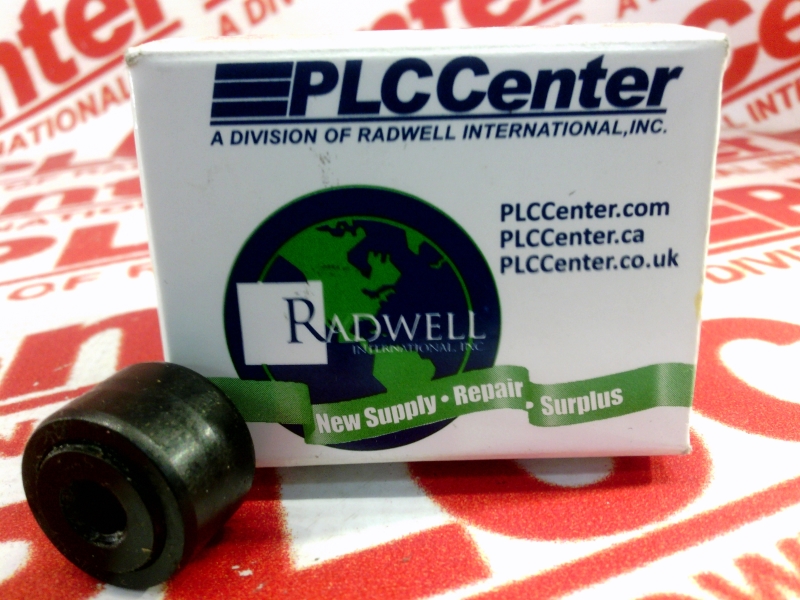 PLCCenter
A DIVISION OF RADWELL INTERNATIONAL, INC.
PLCCenter.com
PLCCenter.ca
PLCCenter.co.uk
RADWELL
INTERNATIONAL, INC
New Supply • Repair • Surplus